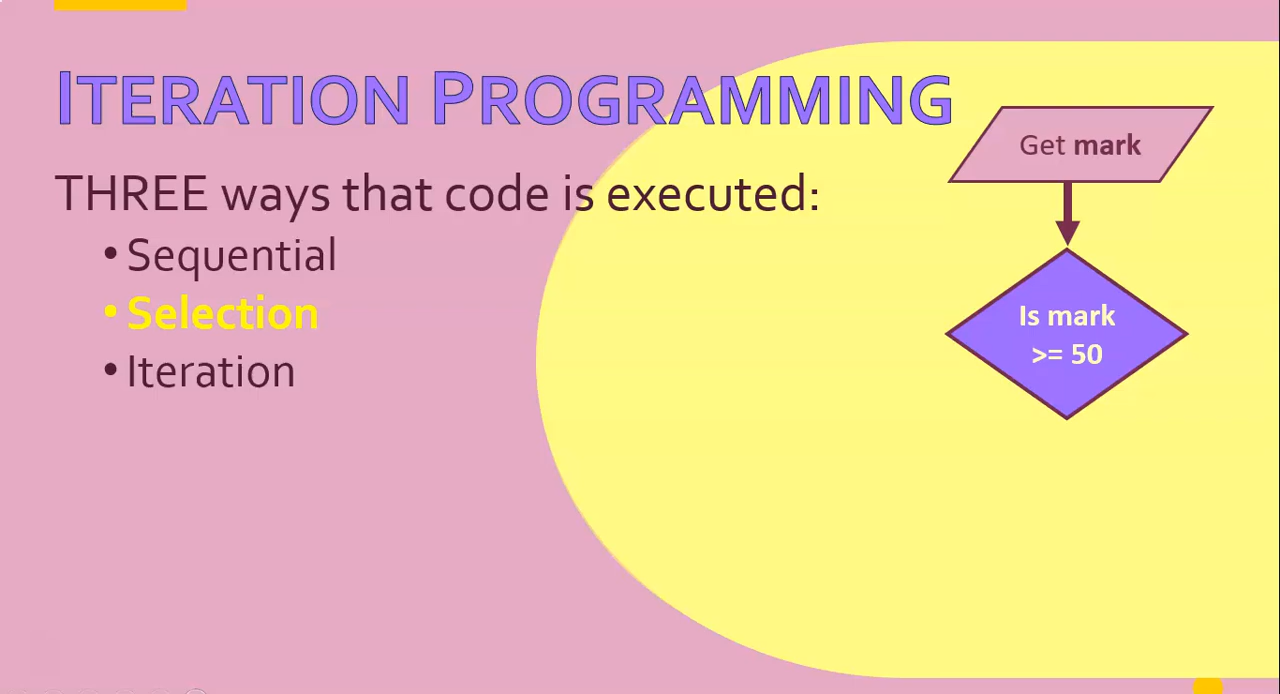 ITERATION PROGRAMMING
THREE ways that code is executed:
• Sequential
• Selection
• Iteration
Get mark
Is mark
>= 50